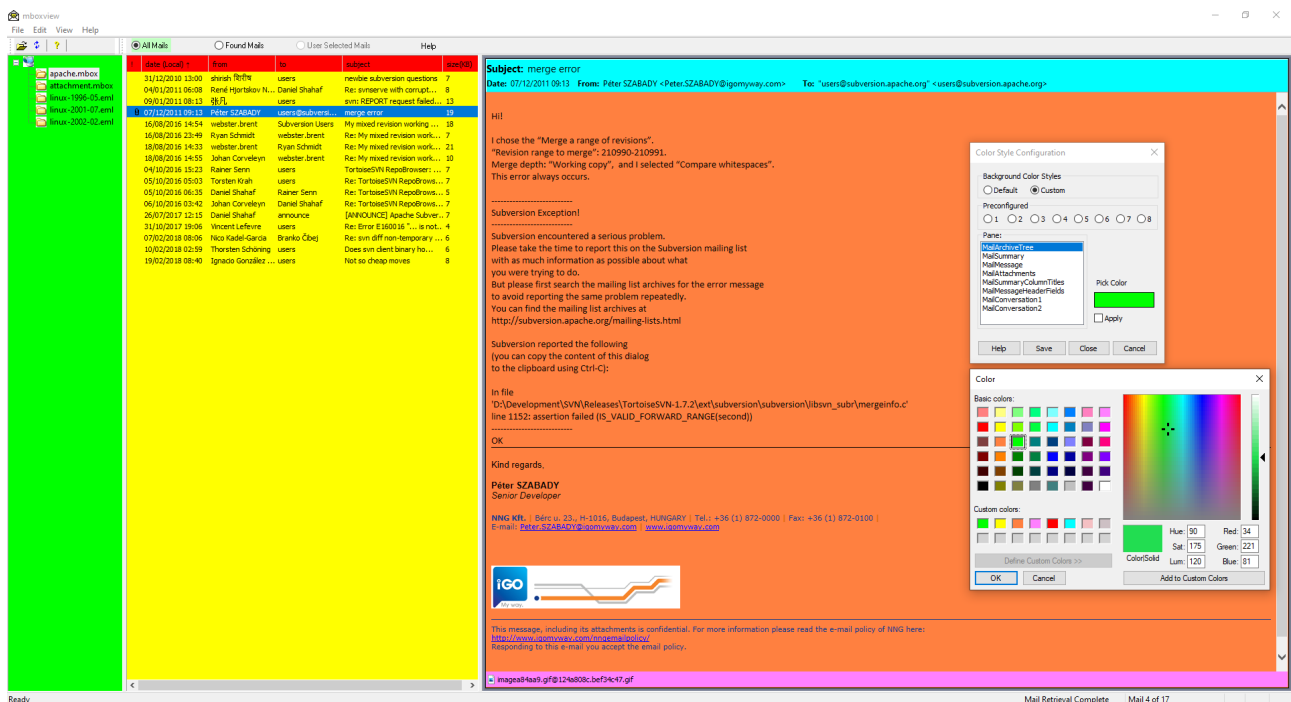 mboxview
File Edit View Help
All Mails Found Mails User Selected Mails Help
apache.mbox
attachment.mbox
linux-1996-05.eml
linux-2001-07.eml
linux-2002-02.eml
! date (Local) from to subject size(KB)
31/12/2010 13:00 shirish शिरीष users newbie subversion questions 7
04/01/2011 06:08 René Hjortskov N... Daniel Shahaf Re: svnserve with corrupt... 8
09/01/2011 08:13 张凡 users svn: REPORT request failed... 13
07/12/2011 09:13 Péter SZABADY users@subversi... merge error 19
16/08/2016 14:54 webster.brent Subversion Users My mixed revision working ... 18
16/08/2016 23:49 Ryan Schmidt webster.brent Re: My mixed revision work... 7
18/08/2016 14:33 webster.brent Ryan Schmidt Re: My mixed revision work... 21
18/08/2016 14:55 Johan Corveleyn webster.brent Re: My mixed revision work... 10
04/10/2016 15:23 Rainer Senn users TortoiseSVN RepoBrowser: ... 7
05/10/2016 05:03 Torsten Krah users Re: TortoiseSVN RepoBrows... 7
05/10/2016 06:35 Daniel Shahaf Rainer Senn Re: TortoiseSVN RepoBrows... 5
06/10/2016 03:42 Johan Corveleyn Daniel Shahaf Re: TortoiseSVN RepoBrows... 7
26/07/2017 12:15 Daniel Shahaf announce [ANNOUNCE] Apache Subver... 7
31/10/2017 19:06 Vincent Lefevre users Re: Error E160016 "... is not... 4
07/02/2018 08:06 Nico Kadel-Garcia Branko Čibej Re: svn diff non-temporary ... 6
10/02/2018 02:59 Thorsten Schöning users Does svn client binary ho... 6
19/02/2018 08:40 Ignacio González ... users Not so cheap moves 8
Subject: merge error
Date: 07/12/2011 09:13 From: Péter SZABADY <Peter.SZABADY@igomyway.com> To: "users@subversion.apache.org" <users@subversion.apache.org>
Hi!
I chose the "Merge a range of revisions".
"Revision range to merge": 210990-210991.
Merge depth: "Working copy", and I selected "Compare whitespaces".
This error always occurs.
---------------------------
Subversion Exception!
---------------------------
Subversion encountered a serious problem.
Please take the time to report this on the Subversion mailing list
with as much information as possible about what
you were trying to do.
But please first search the mailing list archives for the error message
to avoid reporting the same problem repeatedly.
You can find the mailing list archives at
http://subversion.apache.org/mailing-lists.html
Subversion reported the following
(you can copy the content of this dialog
to the clipboard using Ctrl-C):
In file
'D:\Development\SVN\Releases\TortoiseSVN-1.7.2\ext\subversion\subversion\libsvn_subr\mergeinfo.c'
line 1152: assertion failed (IS_VALID_FORWARD_RANGE(second))
---------------------------
OK
Kind regards,
Péter SZABADY
Senior Developer
NNG Kft. | Bérc u. 23., H-1016, Budapest, HUNGARY | Tel.: +36 (1) 872-0000 | Fax: +36 (1) 872-0100 |
E-mail: Peter.SZABADY@igomyway.com | www.igomyway.com
iGO
My way.
This message, including its attachments is confidential. For more information please read the e-mail policy of NNG here:
http://www.igomyway.com/nngemailpolicy/
Responding to this e-mail you accept the email policy.
imagea84aa9.gif@124a808c.bef34c47.gif
Color Style Configuration
Background Color Styles
Default Custom
Preconfigured
1 2 3 4 5 6 7 8
Pane:
MailArchiveTree
MailSummary
MailMessage
MailAttachments
MailSummaryColumnTitles
MailMessageHeaderFields
MailConversation1
MailConversation2
Pick Color
Apply
Help Save Close Cancel
Color
Basic colors:
Custom colors:
Define Custom Colors >>
OK Cancel
Color|Solid
Hue: 90 Red: 34
Sat: 175 Green: 221
Lum: 120 Blue: 81
Add to Custom Colors
Ready
Mail Retrieval Complete Mail 4 of 17